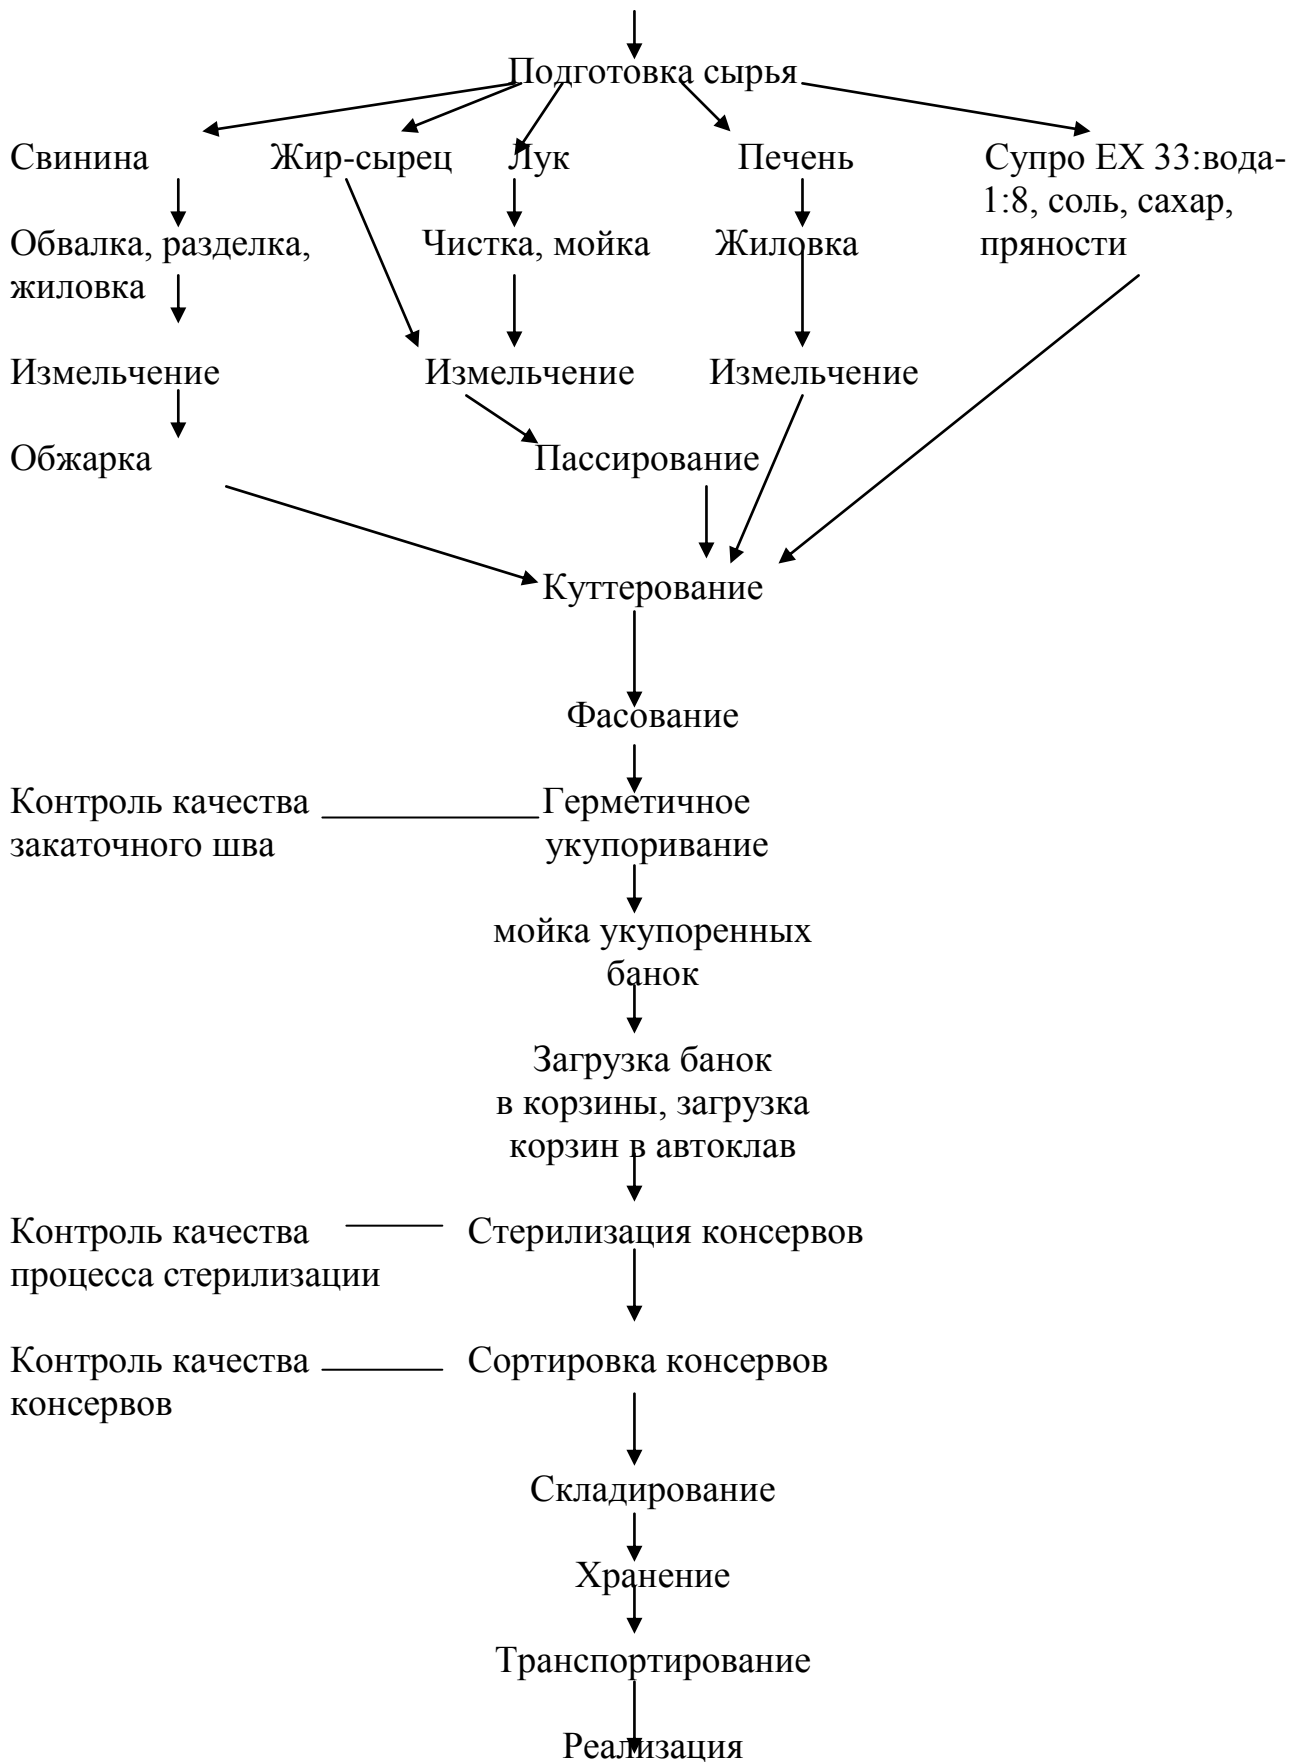 Подготовка сырья
Свинина Жир-сырец Лук Печень Супро EX 33:вода-
1:8, соль, сахар,
Обвалка, разделка, Чистка, мойка Жиловка пряности
жиловка
Измельчение Измельчение Измельчение
Обжарка Пассирование
Куттерование
Фасование
Контроль качества Герметичное
закаточного шва укупоривание
мойка укупоренных
банок
Загрузка банок
в корзины, загрузка
корзин в автоклав
Контроль качества Стерилизация консервов
процесса стерилизации
Контроль качества Сортировка консервов
консервов
Складирование
Хранение
Транспортирование
Реализация